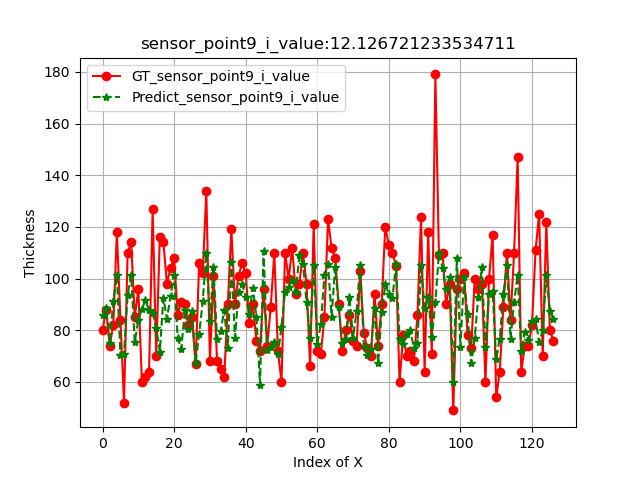 sensor_point9_i_value:12.126721233534711
GT_sensor_point9_i_value
Predict_sensor_point9_i_value
Thickness
180
160
140
120
100
80
60
0 20 40 60 80 100 120
Index of X